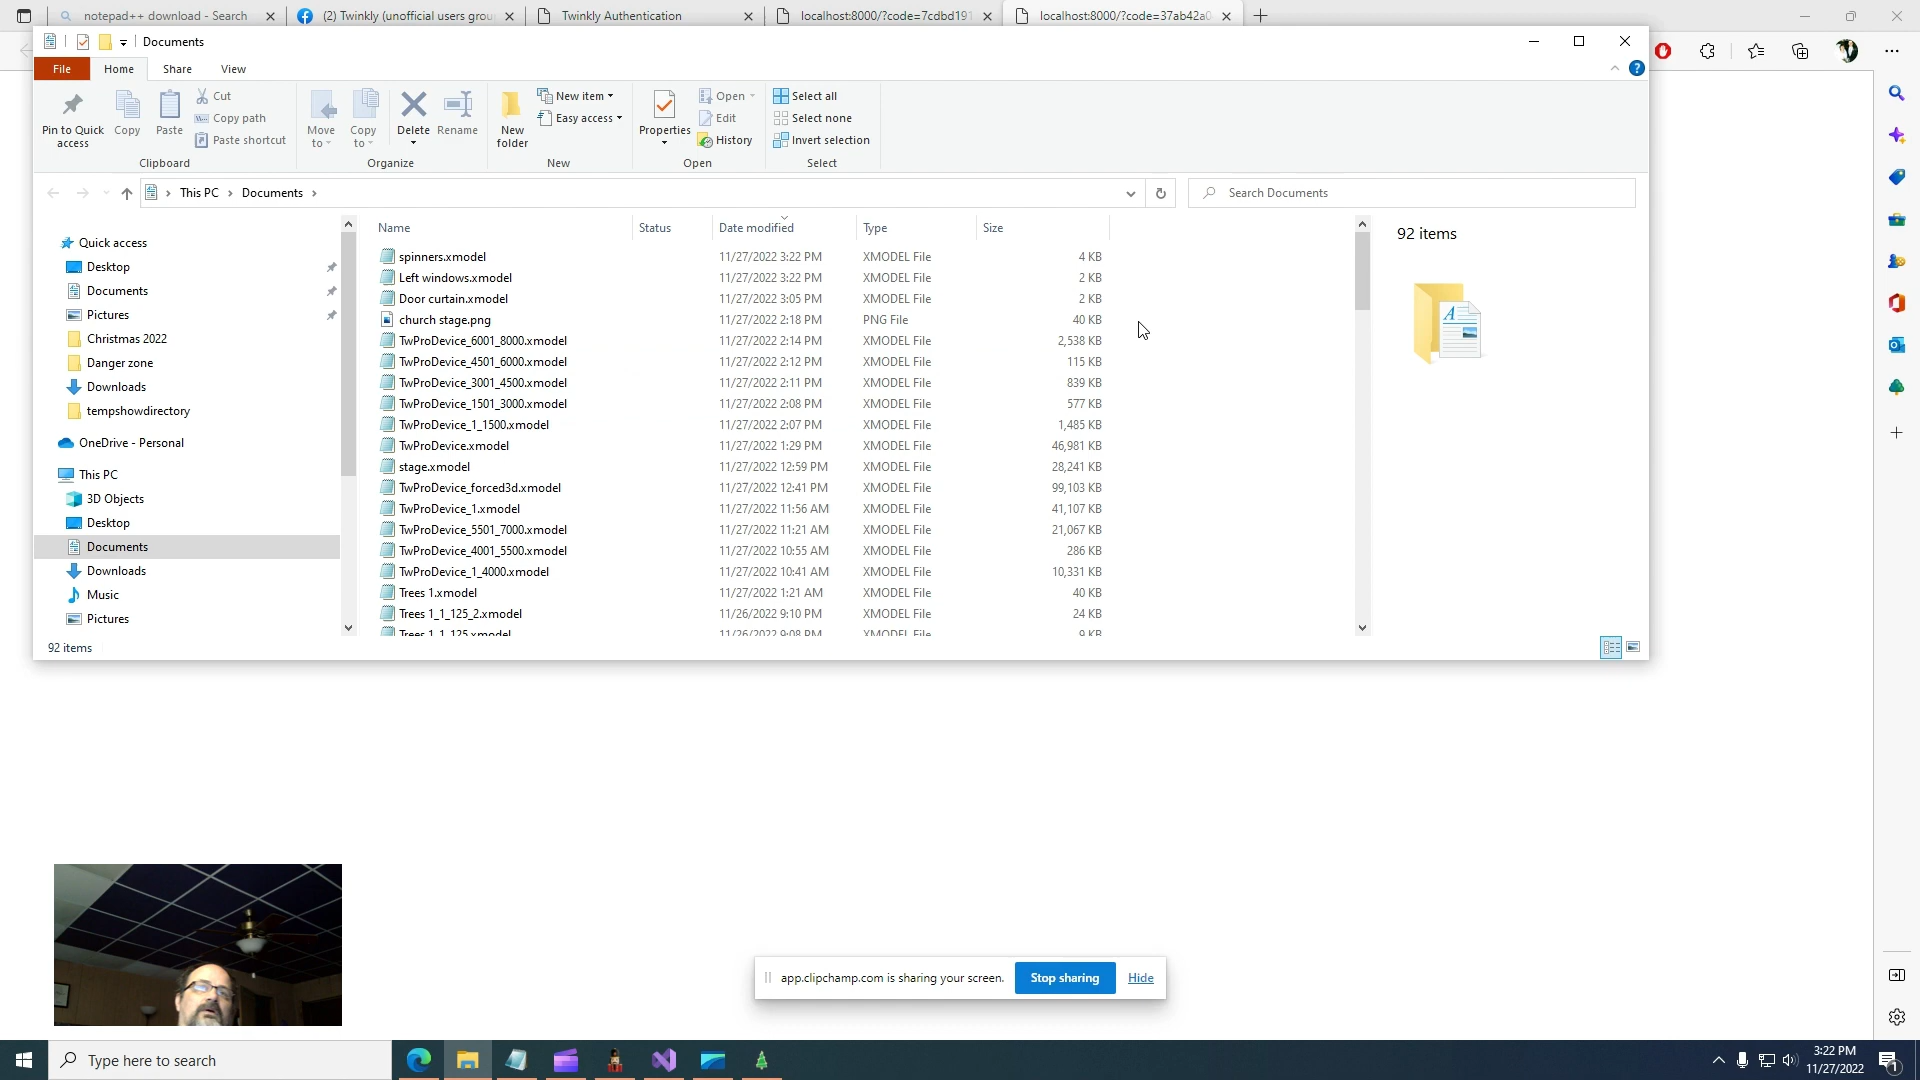 notepad++ download - Search
(2) Twinkly (unofficial users grou
Twinkly Authentication
localhost:8000/?code=7cdbd191
localhost:8000/?code=37ab42a0
Documents
File
Home
Share
View
Pin to Quick access
Copy
Paste
Cut
Copy path
Paste shortcut
Clipboard
Move to
Copy to
Delete
Rename
Organize
New folder
New item
Easy access
New
Properties
Open
Edit
History
Open
Select all
Select none
Invert selection
Select
This PC
Documents
Search Documents
Quick access
Desktop
Documents
Pictures
Christmas 2022
Danger zone
Downloads
tempshowdirectory
OneDrive - Personal
This PC
3D Objects
Desktop
Documents
Downloads
Music
Pictures
Name Status Date modified Type Size
spinners.xmodel 11/27/2022 3:22 PM XMODEL File 4 KB
Left windows.xmodel 11/27/2022 3:22 PM XMODEL File 2 KB
Door curtain.xmodel 11/27/2022 3:05 PM XMODEL File 2 KB
church stage.png 11/27/2022 2:18 PM PNG File 40 KB
TwProDevice_6001_8000.xmodel 11/27/2022 2:14 PM XMODEL File 2,538 KB
TwProDevice_4501_6000.xmodel 11/27/2022 2:12 PM XMODEL File 115 KB
TwProDevice_3001_4500.xmodel 11/27/2022 2:11 PM XMODEL File 839 KB
TwProDevice_1501_3000.xmodel 11/27/2022 2:08 PM XMODEL File 577 KB
TwProDevice_1_1500.xmodel 11/27/2022 2:07 PM XMODEL File 1,485 KB
TwProDevice.xmodel 11/27/2022 1:29 PM XMODEL File 46,981 KB
stage.xmodel 11/27/2022 12:59 PM XMODEL File 28,241 KB
TwProDevice_forced3d.xmodel 11/27/2022 12:41 PM XMODEL File 99,103 KB
TwProDevice_1.xmodel 11/27/2022 11:56 AM XMODEL File 41,107 KB
TwProDevice_5501_7000.xmodel 11/27/2022 11:21 AM XMODEL File 21,067 KB
TwProDevice_4001_5500.xmodel 11/27/2022 10:55 AM XMODEL File 286 KB
TwProDevice_1_4000.xmodel 11/27/2022 10:41 AM XMODEL File 10,331 KB
Trees 1.xmodel 11/27/2022 1:21 AM XMODEL File 40 KB
Trees 1_1_125_2.xmodel 11/26/2022 9:10 PM XMODEL File 24 KB
Trees 1_1_125.xmodel 11/26/2022 9:08 PM XMODEL File 9 KB
92 items
92 items
app.clipchamp.com is sharing your screen.
Stop sharing
Hide
Type here to search
3:22 PM
11/27/2022
1